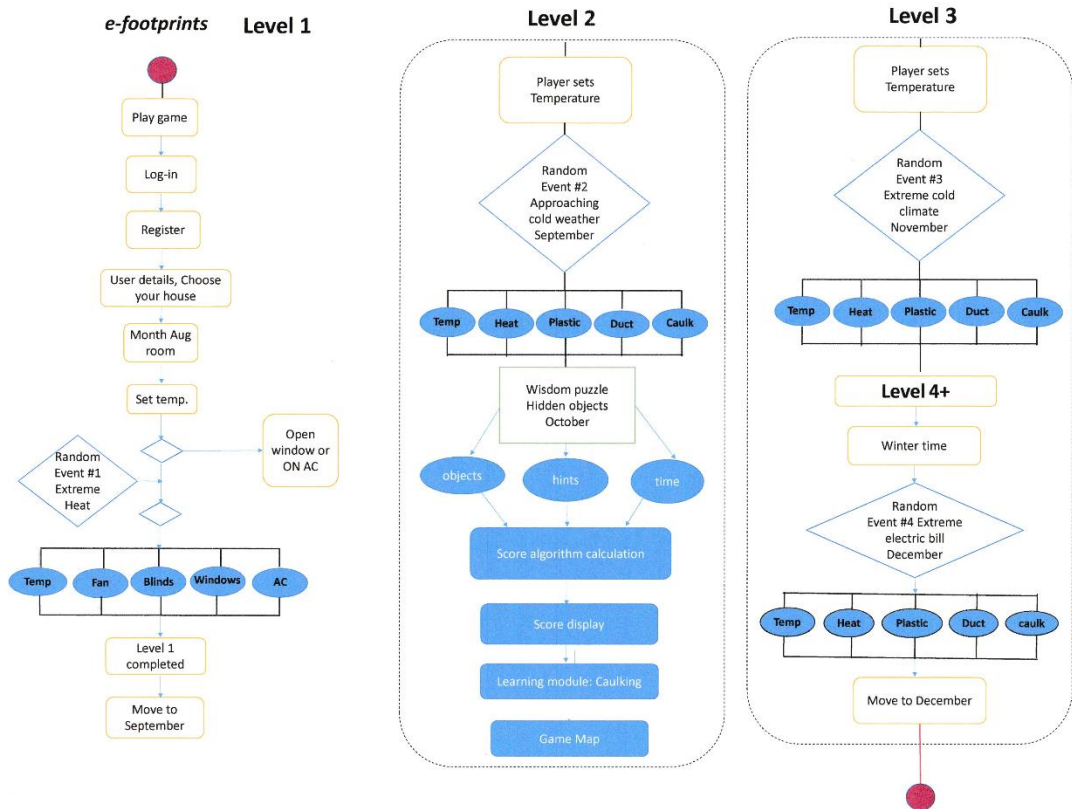 e-footprints
Level 1
Play game
Log-in
Register
User details, Choose
your house
Month Aug
room
Set temp.
Open
window or
ON AC
Random
Event #1
Extreme
Heat
Temp
Fan
Blinds
Windows
AC
Level 1
completed
Move to
September
Level 2
Player sets
Temperature
Random
Event #2
Approaching
cold weather
September
Temp
Heat
Plastic
Duct
Caulk
Wisdom puzzle
Hidden objects
October
objects
hints
time
Score algorithm calculation
Score display
Learning module: Caulking
Game Map
Level 3
Player sets
Temperature
Random
Event #3
Extreme cold
climate
November
Temp
Heat
Plastic
Duct
Caulk
Level 4+
Winter time
Random
Event #4 Extreme
electric bill
December
Temp
Heat
Plastic
Duct
caulk
Move to December